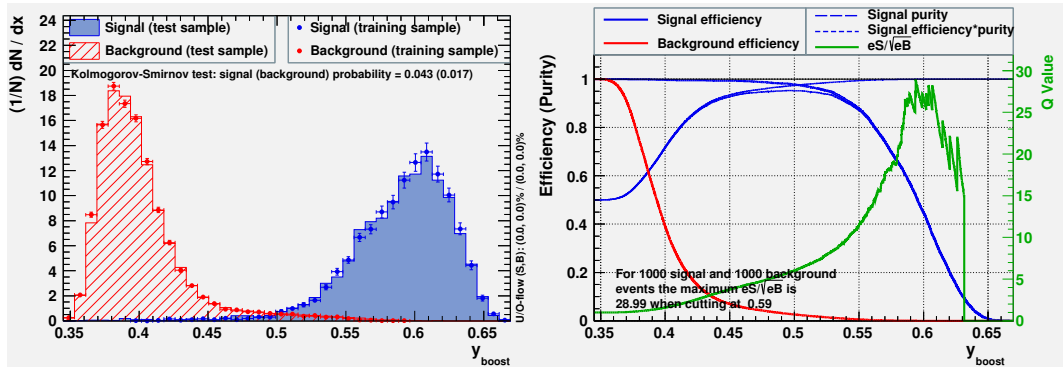 Signal (test sample)
Background (test sample)
Signal (training sample)
Background (training sample)
Kolmogorov-Smirnov test: signal (background) probability = 0.043 (0.017)
(1/N) dN / dx
24
22
20
18
16
14
12
10
8
6
4
2
0
0.35 0.4 0.45 0.5 0.55 0.6 0.65
y_boost
U/O-flow (S,B): (0.0, 0.0)% / (0.0, 0.0)%
Signal efficiency
Background efficiency
Signal purity
Signal efficiency*purity
eS/√eB
Efficiency (Purity)
1
0.8
0.6
0.4
0.2
0
0.35 0.4 0.45 0.5 0.55 0.6 0.65
y_boost
For 1000 signal and 1000 background
events the maximum eS/√eB is
28.99 when cutting at 0.59
30
25
20
15
10
5
0
Q Value